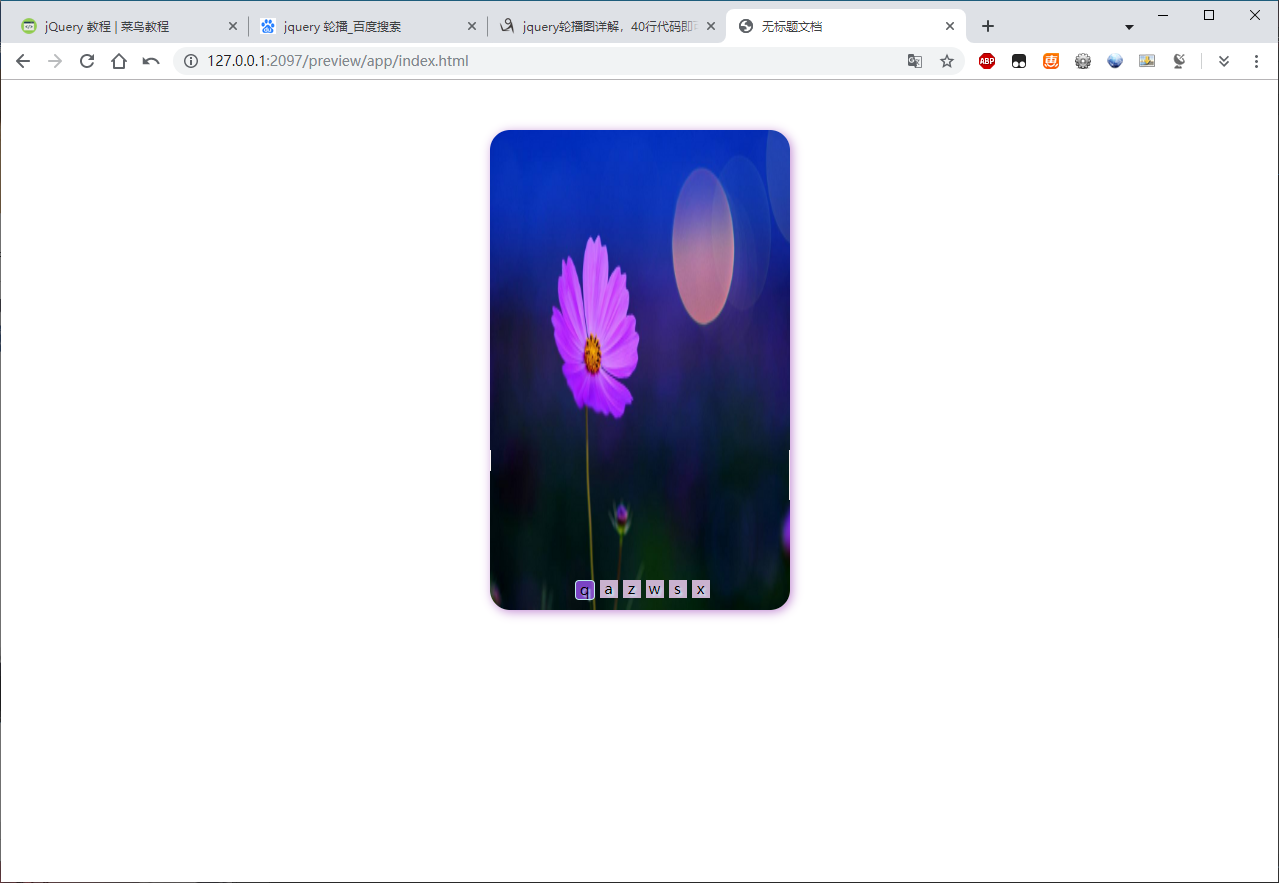 jQuery 教程 | 菜鸟教程
jquery 轮播_百度搜索
jquery轮播图详解，40行代码即
无标题文档
127.0.0.1:2097/preview/app/index.html
ABP
q a z w s x